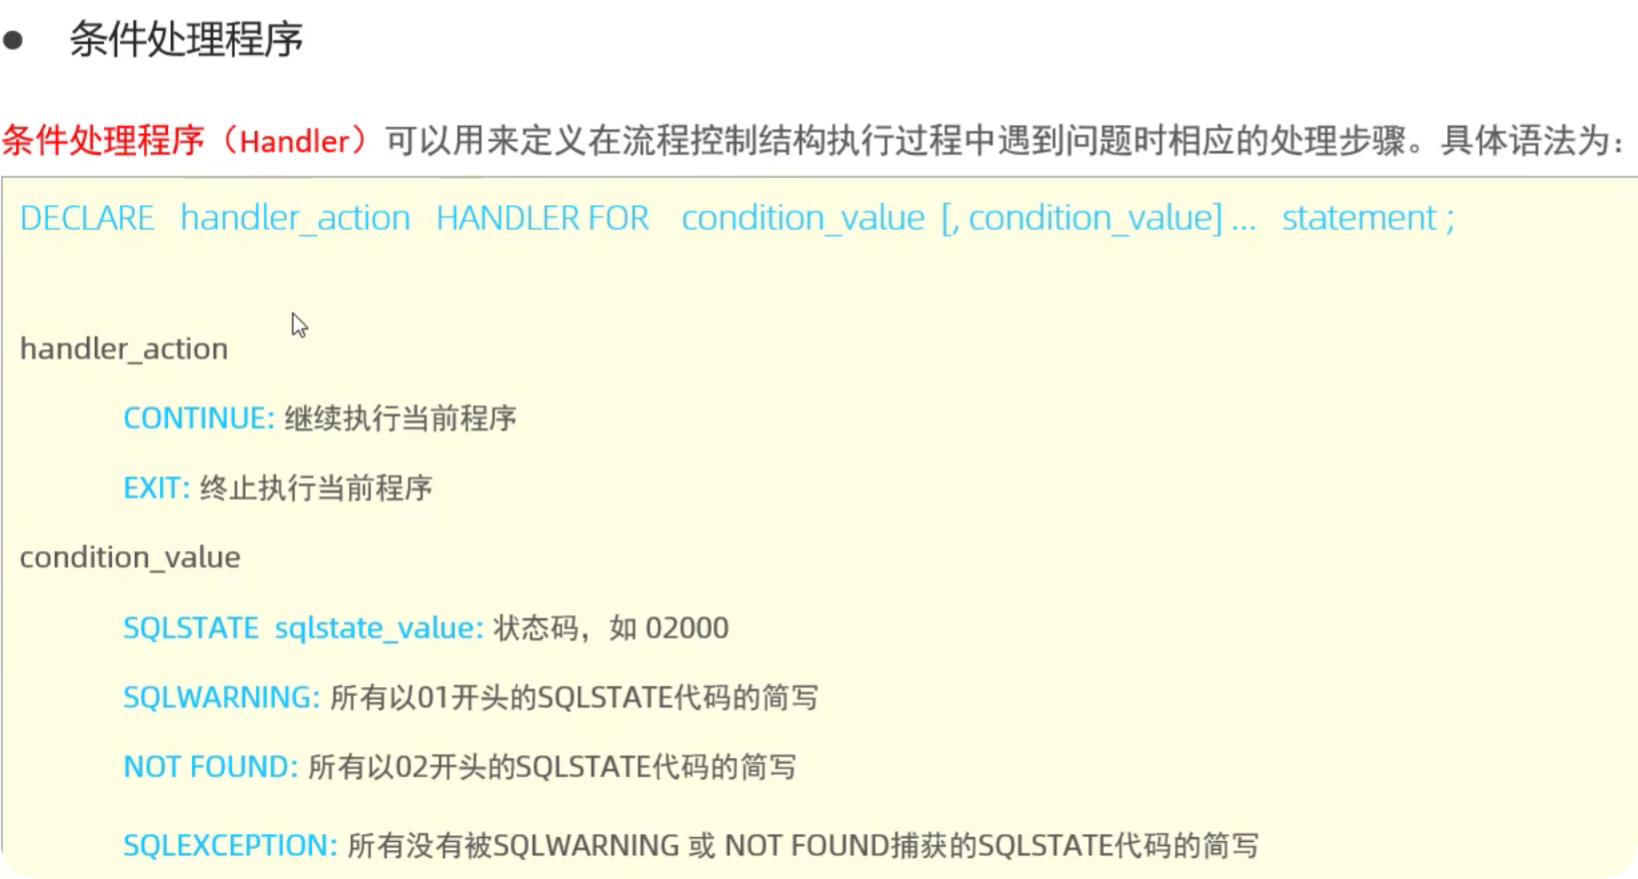 ● 条件处理程序
条件处理程序（Handler）可以用来定义在流程控制结构执行过程中遇到问题时相应的处理步骤。具体语法为：
DECLARE handler_action HANDLER FOR condition_value [, condition_value] ... statement ;
handler_action
CONTINUE: 继续执行当前程序
EXIT: 终止执行当前程序
condition_value
SQLSTATE sqlstate_value: 状态码，如 02000
SQLWARNING: 所有以01开头的SQLSTATE代码的简写
NOT FOUND: 所有以02开头的SQLSTATE代码的简写
SQLEXCEPTION: 所有没有被SQLWARNING 或 NOT FOUND捕获的SQLSTATE代码的简写